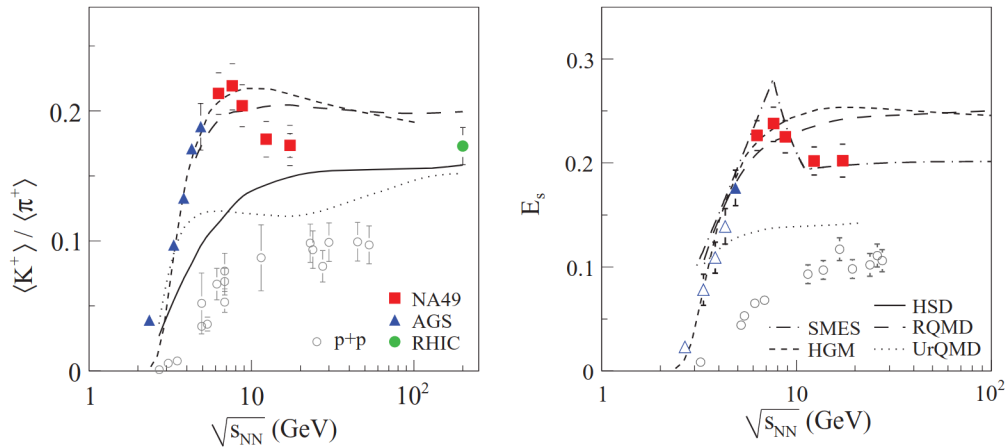 ⟨K⁺⟩ / ⟨π⁺⟩
0.2
0.1
0
NA49
AGS
RHIC
p+p
1
10
10²
√s_NN (GeV)
E_s
0.3
0.2
0.1
0
SMES
HGM
HSD
RQMD
UrQMD
1
10
10²
√s_NN (GeV)